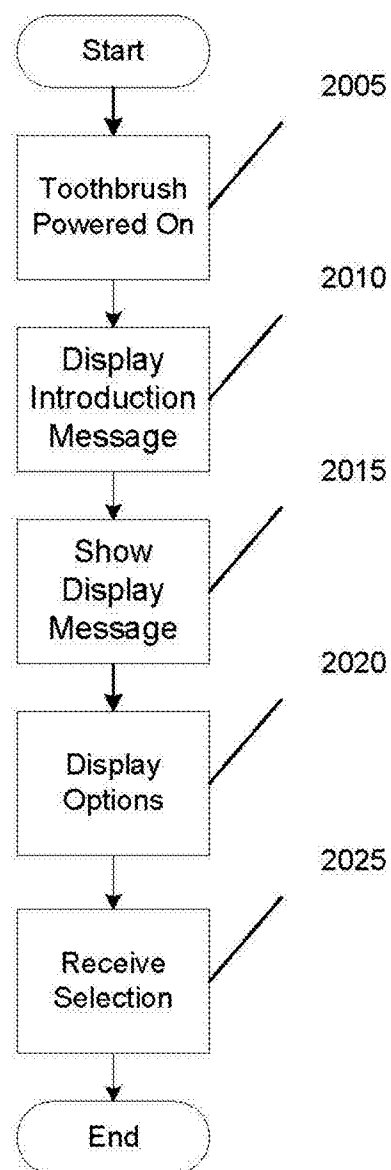 Start
2005
Toothbrush
Powered On
2010
Display
Introduction
Message
2015
Show
Display
Message
2020
Display
Options
2025
Receive
Selection
End